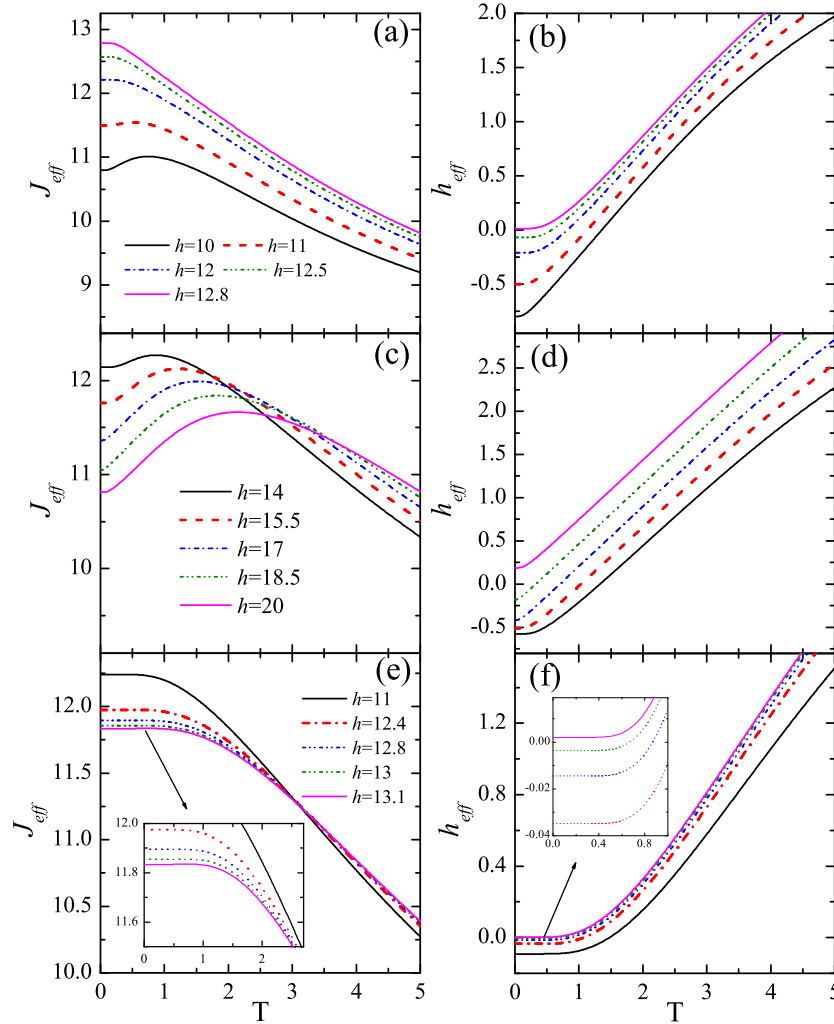 (a)
13
12
11
10
9
J_eff
h=10 h=11
h=12 h=12.5
h=12.8
(b)
2.0
1.5
1.0
0.5
0.0
-0.5
h_eff
(c)
12
11
10
J_eff
h=14
h=15.5
h=17
h=18.5
h=20
(d)
2.5
2.0
1.5
1.0
0.5
0.0
-0.5
h_eff
(e)
12.0
11.5
11.0
10.5
10.0
J_eff
h=11
h=12.4
h=12.8
h=13
h=13.1
12.0
11.8
11.6
0 1 2
0 1 2 3 4 5
T
(f)
1.2
0.8
0.4
0.0
h_eff
0.00
-0.02
-0.04
0.0 0.4 0.8
0 1 2 3 4 5
T